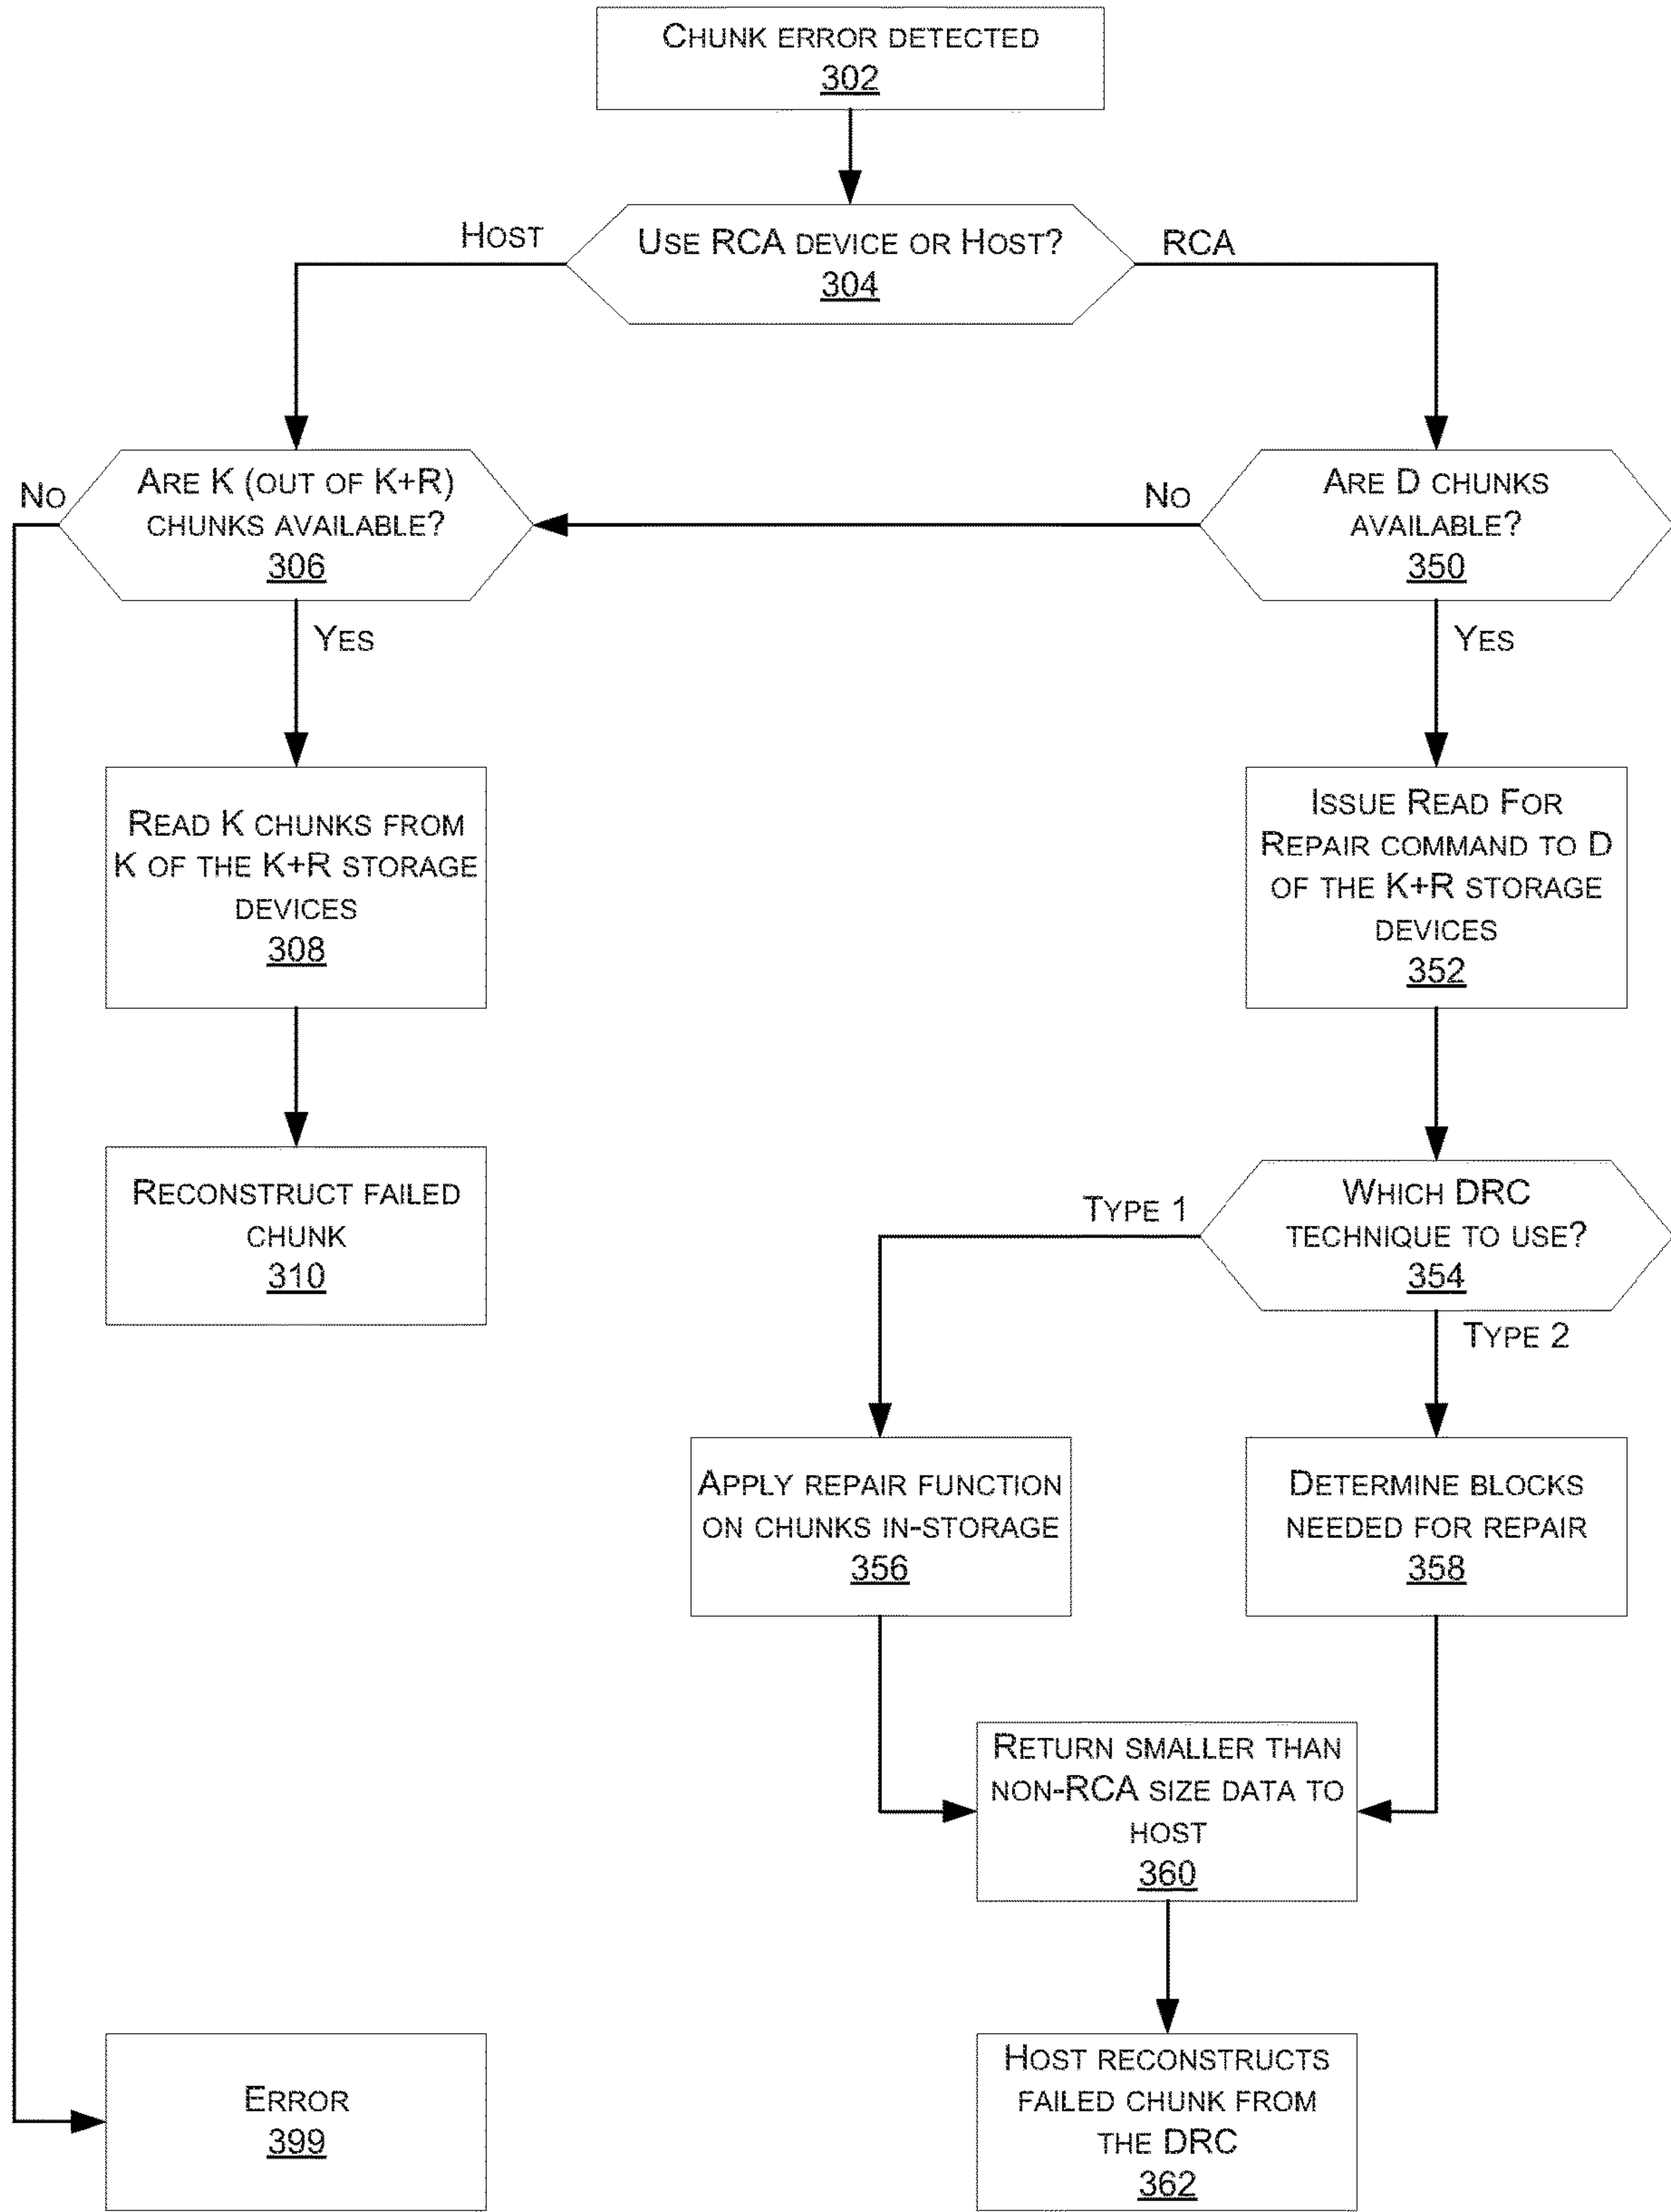 CHUNK ERROR DETECTED
302
USE RCA DEVICE OR HOST?
304
HOST
RCA
ARE K (OUT OF K+R)
CHUNKS AVAILABLE?
306
NO
YES
ARE D CHUNKS
AVAILABLE?
350
NO
YES
READ K CHUNKS FROM
K OF THE K+R STORAGE
DEVICES
308
ISSUE READ FOR
REPAIR COMMAND TO D
OF THE K+R STORAGE
DEVICES
352
RECONSTRUCT FAILED
CHUNK
310
WHICH DRC
TECHNIQUE TO USE?
354
TYPE 1
TYPE 2
APPLY REPAIR FUNCTION
ON CHUNKS IN-STORAGE
356
DETERMINE BLOCKS
NEEDED FOR REPAIR
358
RETURN SMALLER THAN
NON-RCA SIZE DATA TO
HOST
360
ERROR
399
HOST RECONSTRUCTS
FAILED CHUNK FROM
THE DRC
362